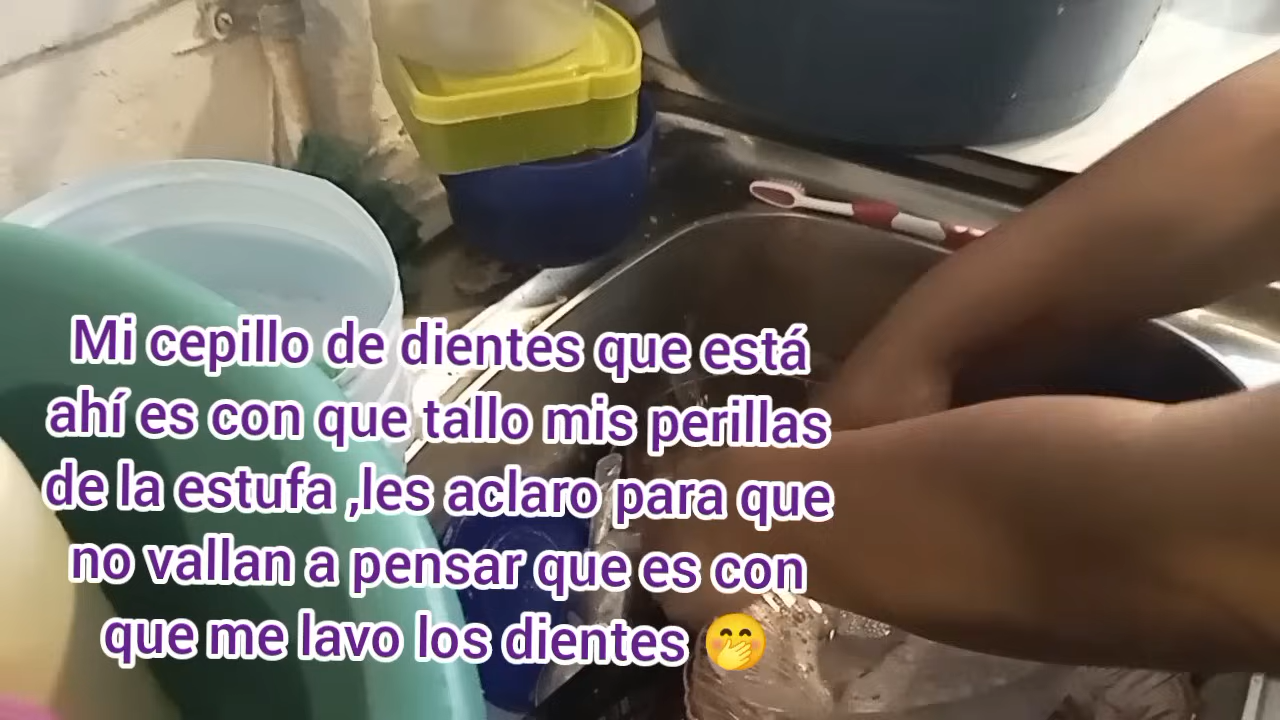 Mi cepillo de dientes que está
ahí es con que tallo mis perillas
de la estufa ,les aclaro para que
no vallan a pensar que es con
que me lavo los dientes 🤭